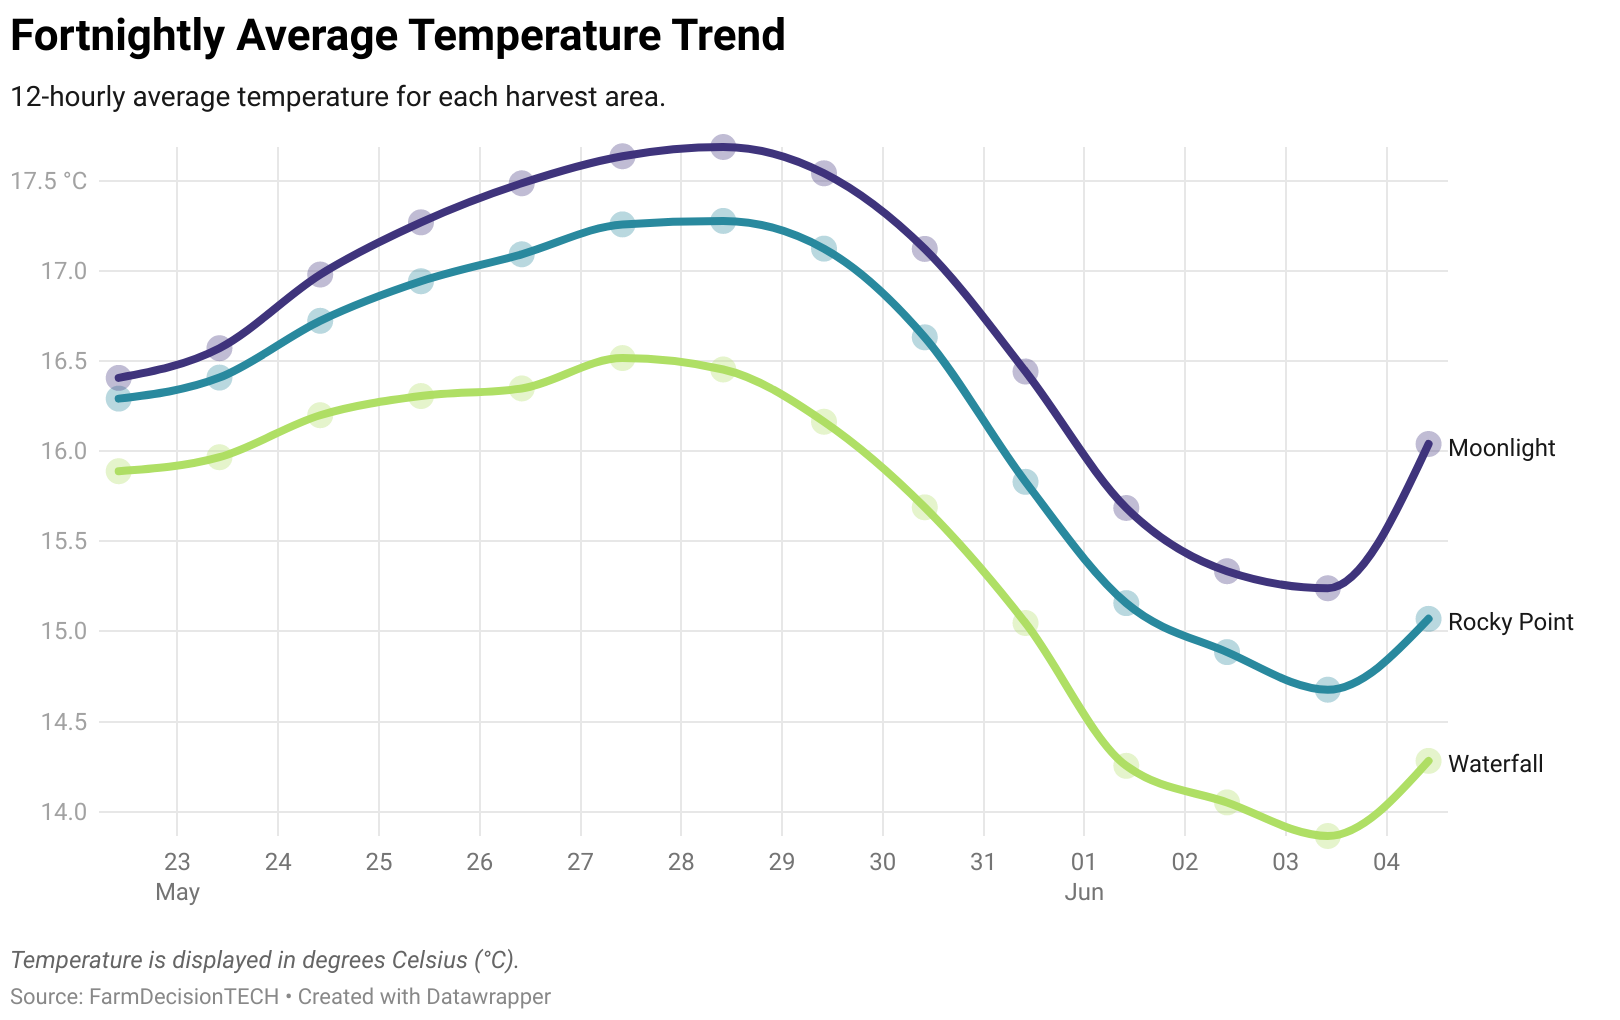 Fortnightly Average Temperature Trend
12-hourly average temperature for each harvest area.
17.5 °C
17.0
16.5
16.0
15.5
15.0
14.5
14.0
Moonlight
Rocky Point
Waterfall
23 24 25 26 27 28 29 30 31 01 02 03 04
May Jun
Temperature is displayed in degrees Celsius (°C).
Source: FarmDecisionTECH • Created with Datawrapper